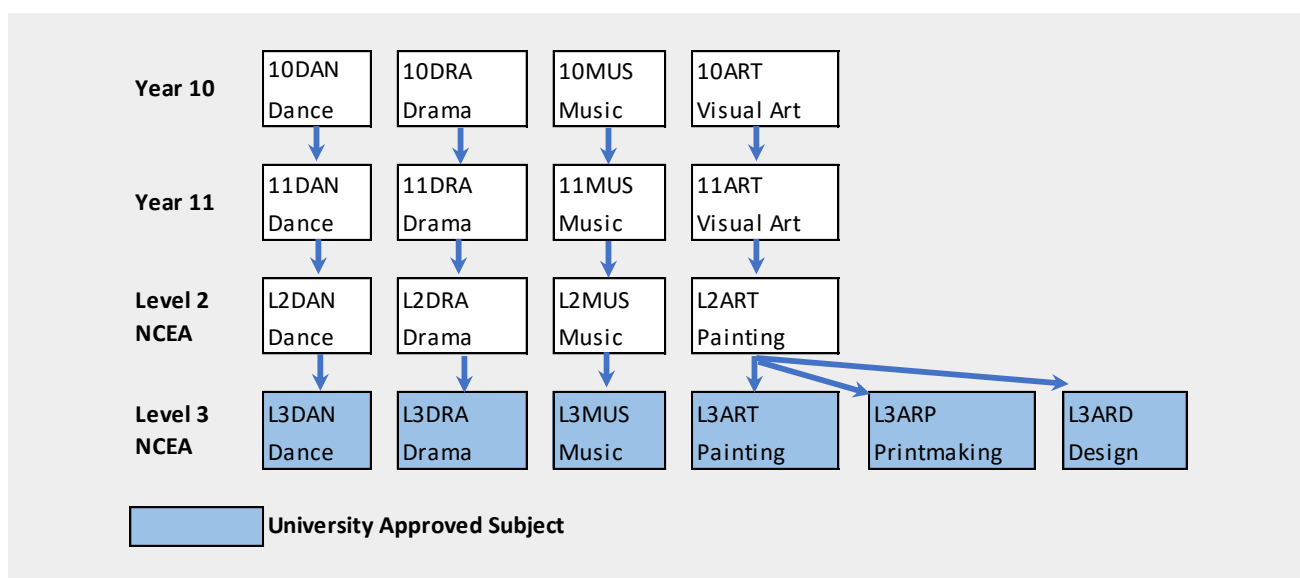 Year 10
10DAN
Dance
10DRA
Drama
10MUS
Music
10ART
Visual Art
Year 11
11DAN
Dance
11DRA
Drama
11MUS
Music
11ART
Visual Art
Level 2
NCEA
L2DAN
Dance
L2DRA
Drama
L2MUS
Music
L2ART
Painting
Level 3
NCEA
L3DAN
Dance
L3DRA
Drama
L3MUS
Music
L3ART
Painting
L3ARP
Printmaking
L3ARD
Design
University Approved Subject